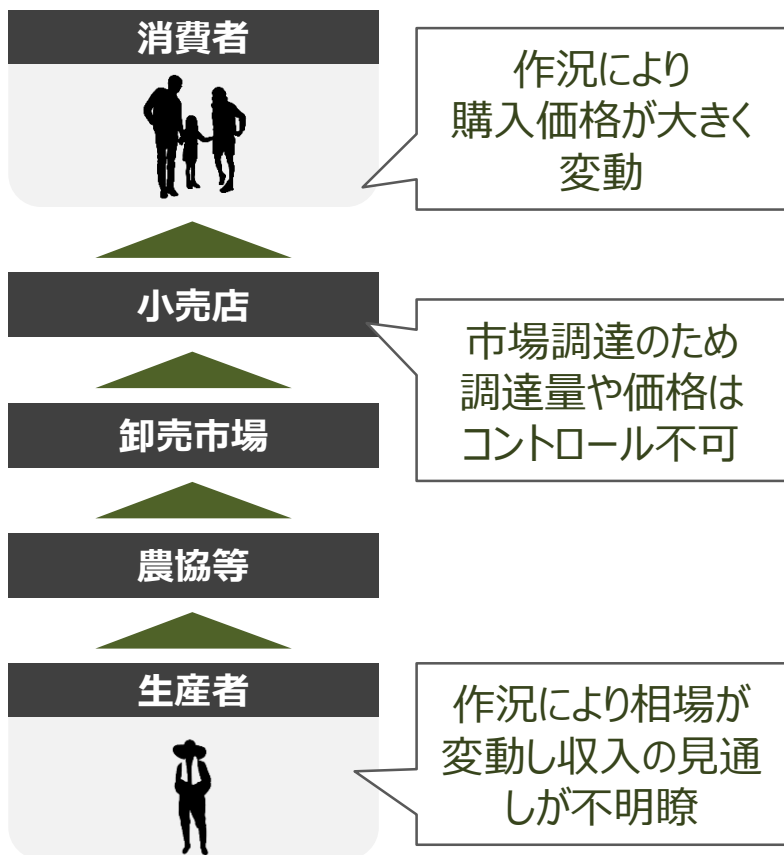 消費者
作況により
購入価格が大きく
変動
小売店
市場調達のため
調達量や価格は
コントロール不可
卸売市場
農協等
生産者
作況により相場が
変動し収入の見通
しが不明瞭